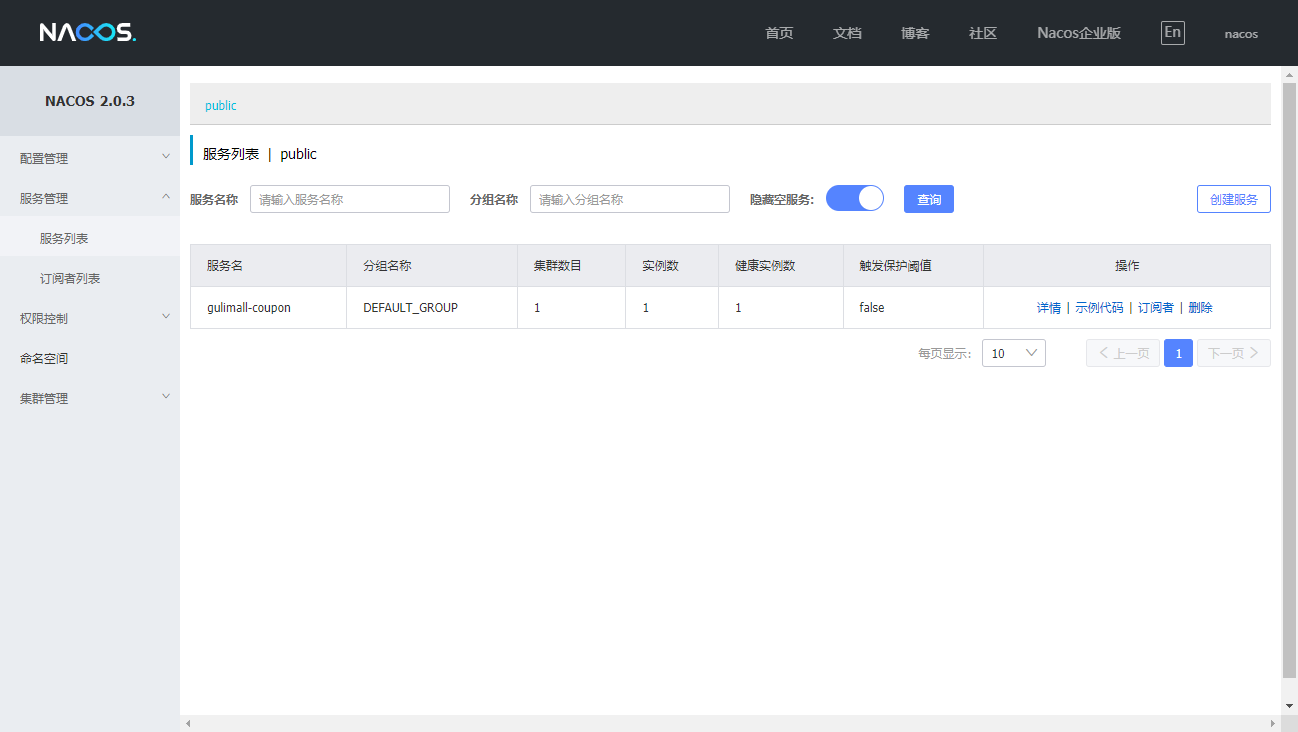 NACOS. 首页 文档 博客 社区 Nacos企业版 En nacos
NACOS 2.0.3
配置管理
服务管理
服务列表
订阅者列表
权限控制
命名空间
集群管理
public
服务列表 | public
服务名称 请输入服务名称 分组名称 请输入分组名称 隐藏空服务: 查询 创建服务
服务名 分组名称 集群数目 实例数 健康实例数 触发保护阈值 操作
gulimall-coupon DEFAULT_GROUP 1 1 1 false 详情 | 示例代码 | 订阅者 | 删除
每页显示: 10 上一页 1 下一页